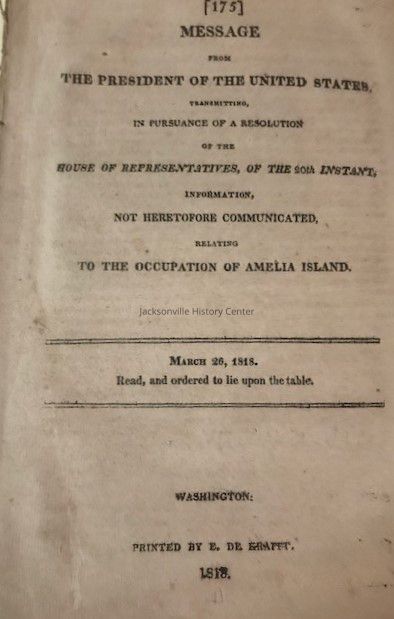 [175]
MESSAGE
FROM
THE PRESIDENT OF THE UNITED STATES,
TRANSMITTING,
IN PURSUANCE OF A RESOLUTION
OF THE
HOUSE OF REPRESENTATIVES, OF THE 20th INSTANT,
INFORMATION,
NOT HERETOFORE COMMUNICATED,
RELATING
TO THE OCCUPATION OF AMELIA ISLAND.
Jacksonville History Center
MARCH 26, 1818.
Read, and ordered to lie upon the table.
WASHINGTON:
PRINTED BY E. DE KRAFFT.
1818.